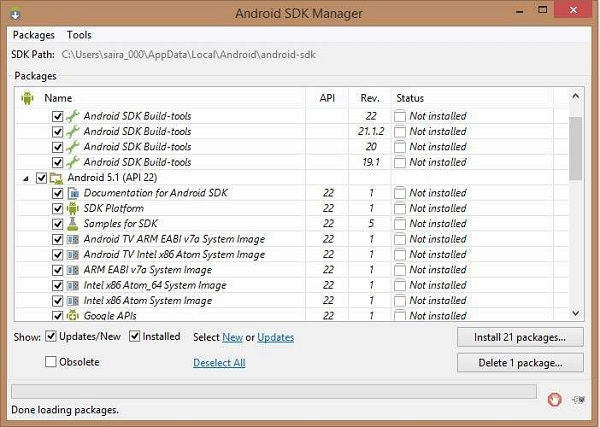 Android SDK Manager
Packages Tools
SDK Path: C:\Users\saira_000\AppData\Local\Android\android-sdk
Packages
Name API Rev. Status
Android SDK Build-tools 22 Not installed
Android SDK Build-tools 21.1.2 Not installed
Android SDK Build-tools 20 Not installed
Android SDK Build-tools 19.1 Not installed
Android 5.1 (API 22)
Documentation for Android SDK 22 1 Not installed
SDK Platform 22 1 Not installed
Samples for SDK 22 5 Not installed
Android TV ARM EABI v7a System Image 22 1 Not installed
Android TV Intel x86 Atom System Image 22 1 Not installed
ARM EABI v7a System Image 22 1 Not installed
Intel x86 Atom_64 System Image 22 1 Not installed
Intel x86 Atom System Image 22 1 Not installed
Google APIs 22 1 Not installed
Show: Updates/New Installed Select New or Updates Install 21 packages...
Obsolete Deselect All Delete 1 package...
Done loading packages.